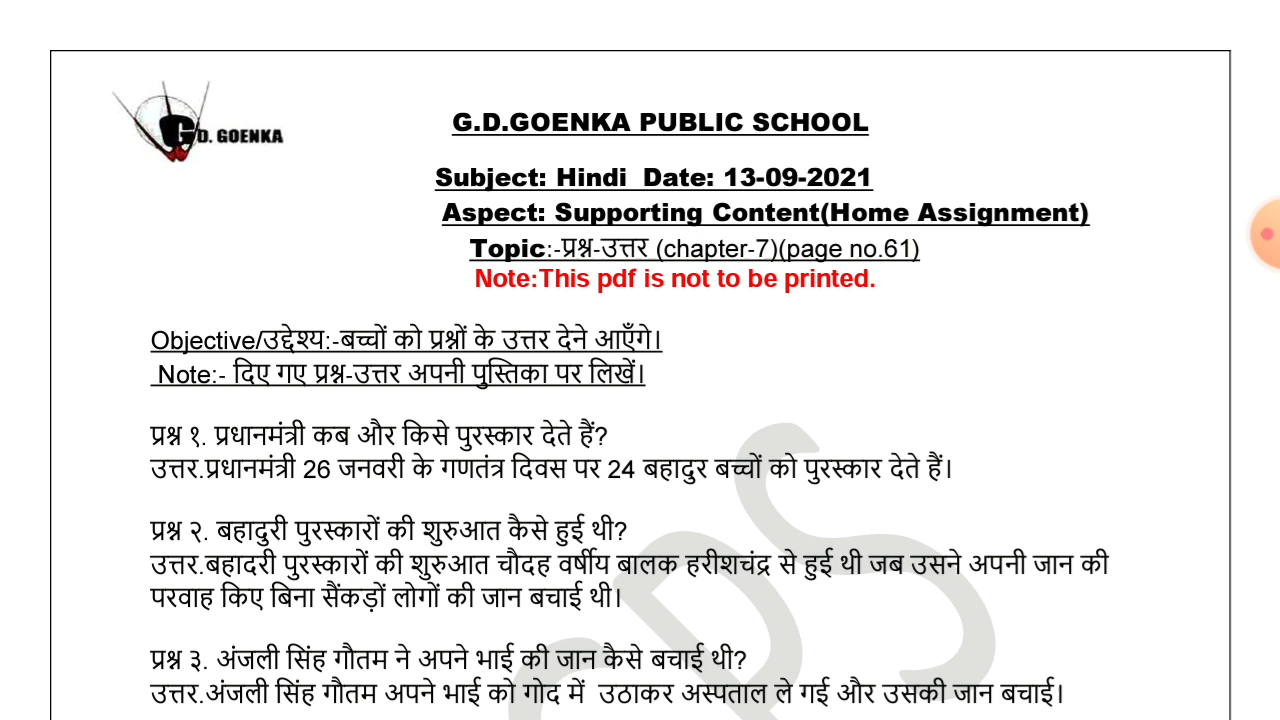 D. GOENKA
G.D.GOENKA PUBLIC SCHOOL
Subject: Hindi Date: 13-09-2021
Aspect: Supporting Content(Home Assignment)
Topic:-प्रश्न-उत्तर (chapter-7)(page no.61)
Note:This pdf is not to be printed.
Objective/उद्देश्य:-बच्चों को प्रश्नों के उत्तर देने आएँगे।
Note:- दिए गए प्रश्न-उत्तर अपनी पुस्तिका पर लिखें।
प्रश्न १. प्रधानमंत्री कब और किसे पुरस्कार देते हैं?
उत्तर.प्रधानमंत्री 26 जनवरी के गणतंत्र दिवस पर 24 बहादुर बच्चों को पुरस्कार देते हैं।
प्रश्न २. बहादुरी पुरस्कारों की शुरुआत कैसे हुई थी?
उत्तर.बहादरी पुरस्कारों की शुरुआत चौदह वर्षीय बालक हरीशचंद्र से हुई थी जब उसने अपनी जान की
परवाह किए बिना सैंकड़ों लोगों की जान बचाई थी।
प्रश्न ३. अंजली सिंह गौतम ने अपने भाई की जान कैसे बचाई थी?
उत्तर.अंजली सिंह गौतम अपने भाई को गोद में उठाकर अस्पताल ले गई और उसकी जान बचाई।